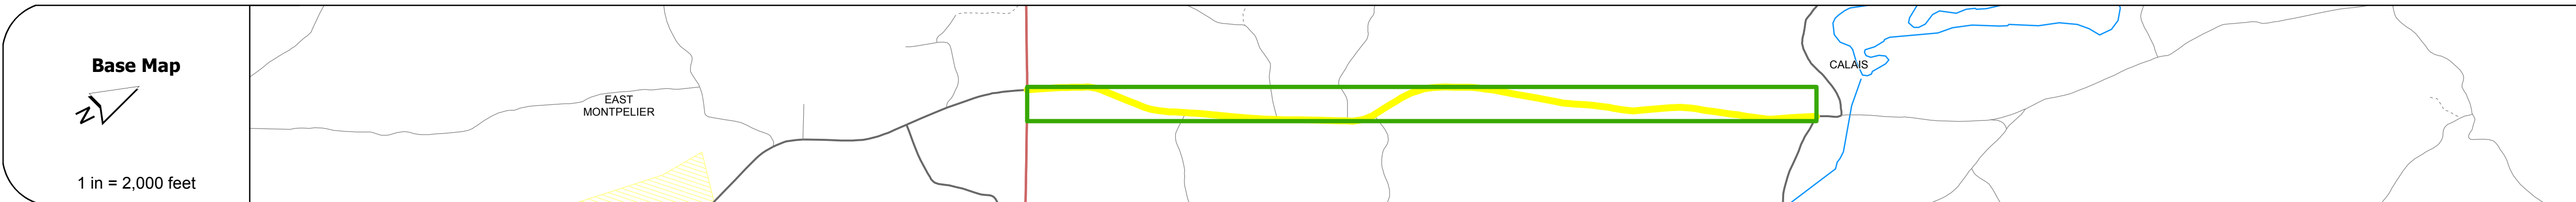 Base Map
N
1 in = 2,000 feet
EAST
MONTPELIER
CALAIS